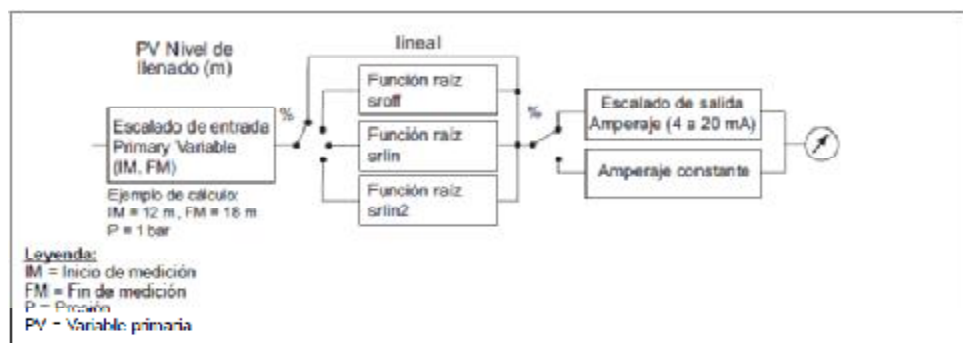 PV Nivel de
llenado (m)
lineal
%
Escalado de entrada
Primary Variable
(IM, FM)
Ejemplo de cálculo:
IM = 12 m, FM = 18 m
P = 1 bar
Función raíz
sroff
Función raíz
srlin
Función raíz
srlin2
%
Escalado de salida
Amperaje (4 a 20 mA)
Amperaje constante
Leyenda:
IM = Inicio de medición
FM = Fin de medición
P = Presión
PV = Variable primaria